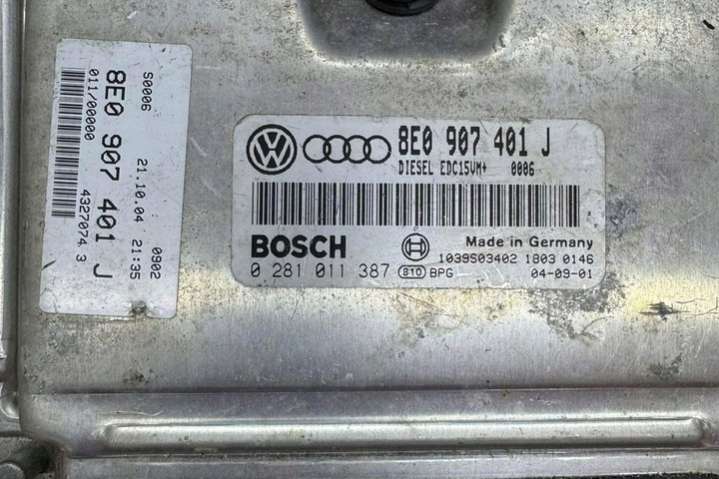 S0006
8E0 907 401 J
011/00000
4327074 3
21.10.04 21:35
0902
8E0 907 401 J
DIESEL EDC15VM+ 0006
BOSCH
Made in Germany
0 281 011 387
1039S03402 1803 0146
810 BPG
04-09-01